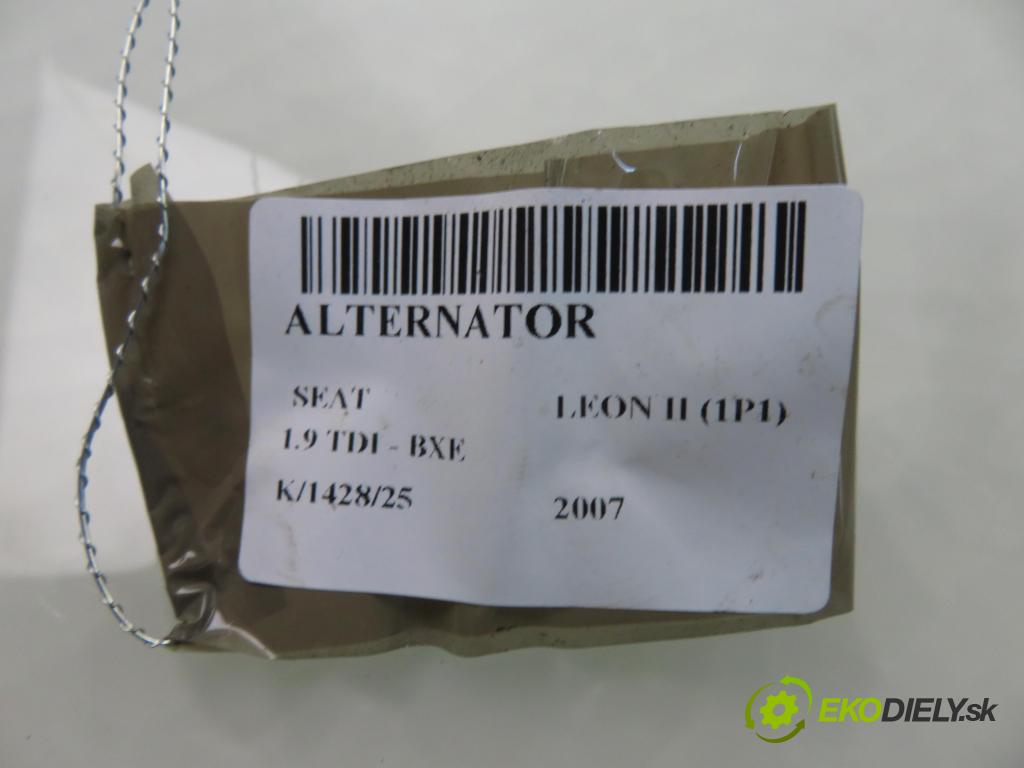 ALTERNATOR
SEAT LEON II (1P1)
1.9 TDI - BXE
K/1428/25 2007
EKODIELY.sk